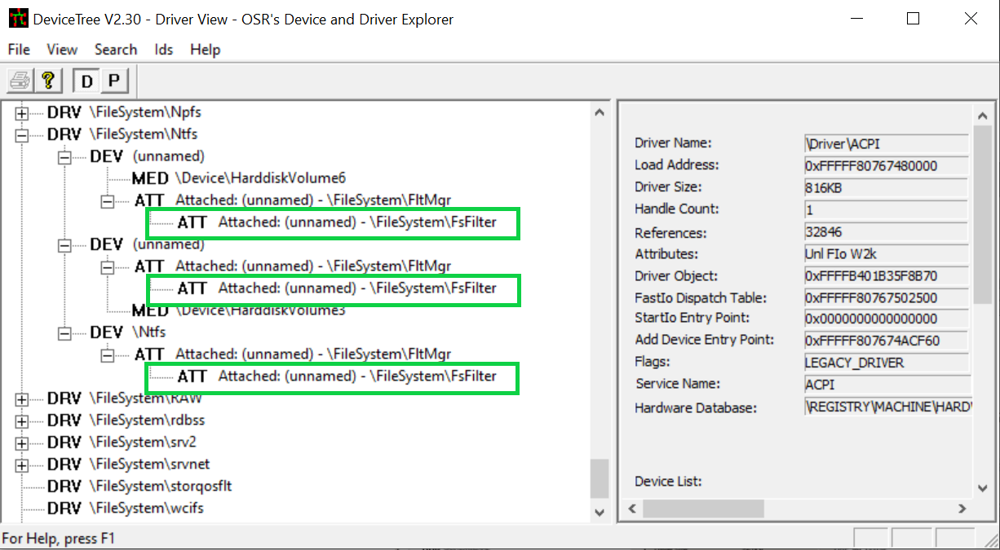 DeviceTree V2.30 - Driver View - OSR's Device and Driver Explorer
File View Search Ids Help
D P
DRV \FileSystem\Npfs
DRV \FileSystem\Ntfs
DEV (unnamed)
MED \Device\HarddiskVolume6
ATT Attached: (unnamed) - \FileSystem\FltMgr
ATT Attached: (unnamed) - \FileSystem\FsFilter
DEV (unnamed)
ATT Attached: (unnamed) - \FileSystem\FltMgr
ATT Attached: (unnamed) - \FileSystem\FsFilter
MED \Device\HarddiskVolume3
DEV \Ntfs
ATT Attached: (unnamed) - \FileSystem\FltMgr
ATT Attached: (unnamed) - \FileSystem\FsFilter
DRV \FileSystem\RAW
DRV \FileSystem\rdbss
DRV \FileSystem\srv2
DRV \FileSystem\srvnet
DRV \FileSystem\storqosflt
DRV \FileSystem\wcifs
Driver Name: \Driver\ACPI
Load Address: 0xFFFFF80767480000
Driver Size: 816KB
Handle Count: 1
References: 32846
Attributes: Unl FIo W2k
Driver Object: 0xFFFFB401B35F8B70
FastIo Dispatch Table: 0xFFFFF80767502500
StartIo Entry Point: 0x0000000000000000
Add Device Entry Point: 0xFFFFF807674ACF60
Flags: LEGACY_DRIVER
Service Name: ACPI
Hardware Database: \REGISTRY\MACHINE\HARD
Device List:
For Help, press F1